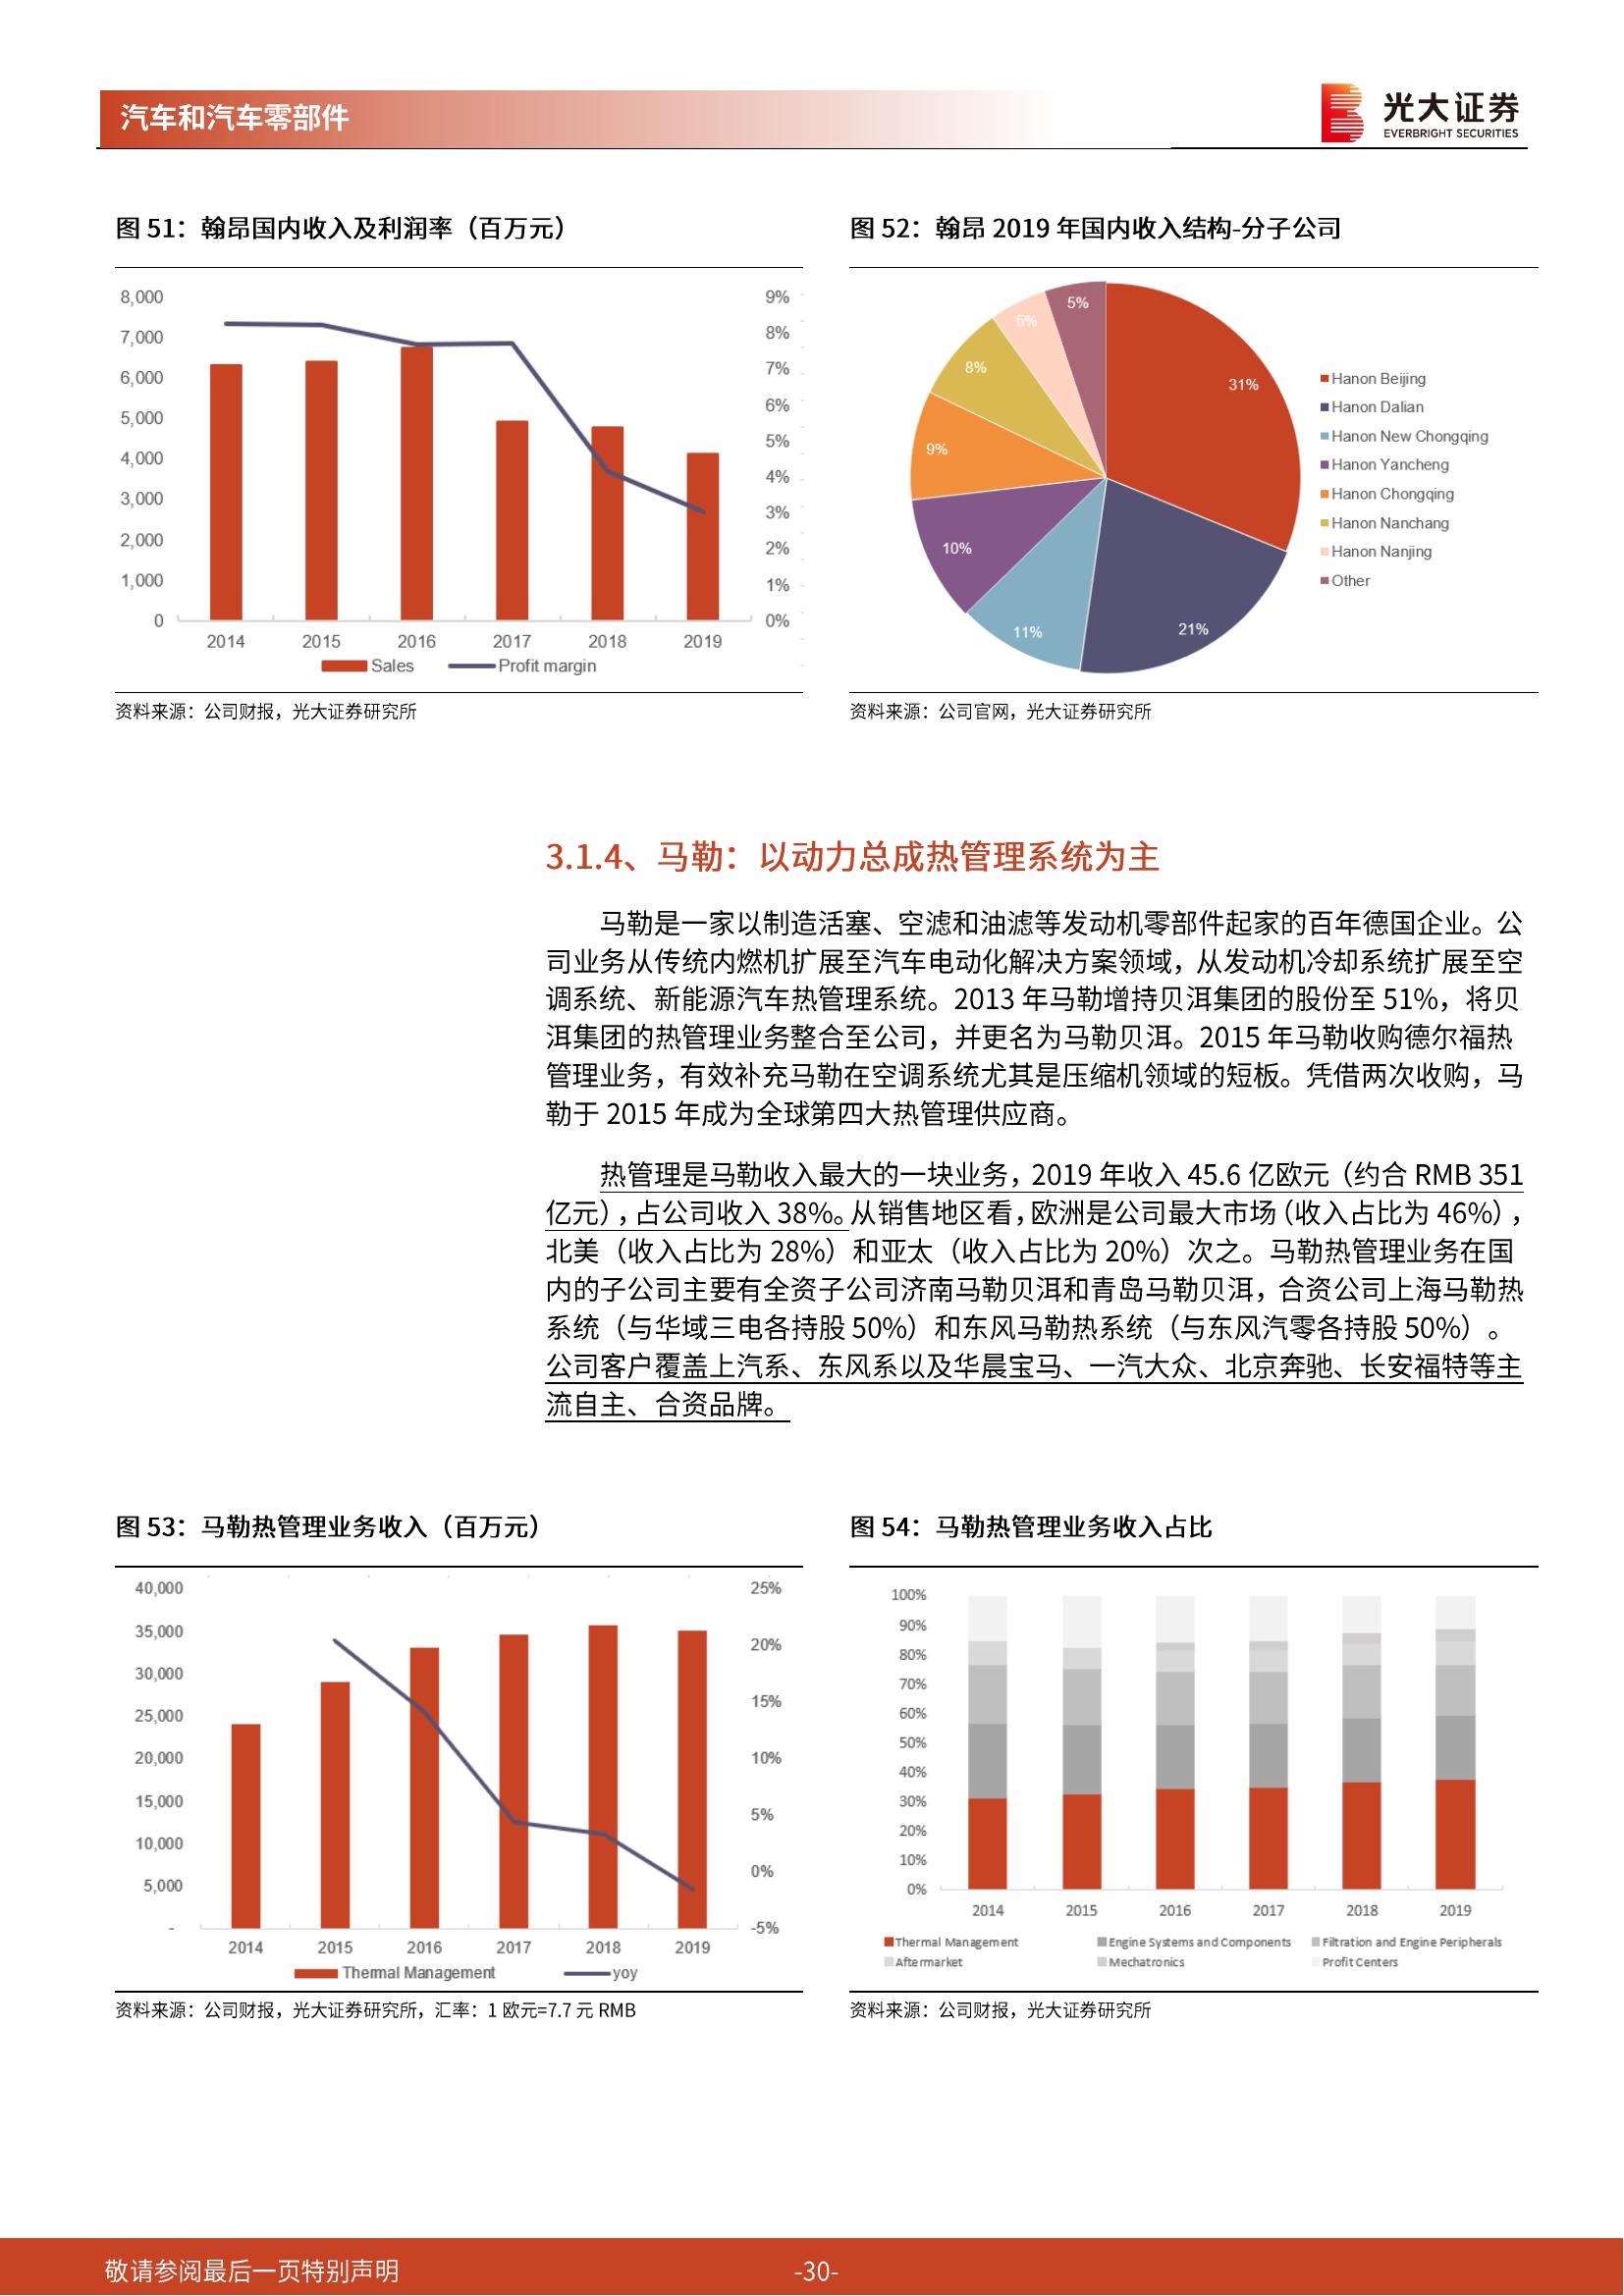 汽车和汽车零部件
光大证券
EVERBRIGHT SECURITIES
图 51：翰昂国内收入及利润率（百万元）
8,000
7,000
6,000
5,000
4,000
3,000
2,000
1,000
0
9%
8%
7%
6%
5%
4%
3%
2%
1%
0%
2014 2015 2016 2017 2018 2019
Sales Profit margin
资料来源：公司财报，光大证券研究所
图 52：翰昂 2019 年国内收入结构-分子公司
31%
21%
11%
10%
9%
8%
5%
5%
Hanon Beijing
Hanon Dalian
Hanon New Chongqing
Hanon Yancheng
Hanon Chongqing
Hanon Nanchang
Hanon Nanjing
Other
资料来源：公司官网，光大证券研究所
3.1.4、马勒：以动力总成热管理系统为主
马勒是一家以制造活塞、空滤和油滤等发动机零部件起家的百年德国企业。公
司业务从传统内燃机扩展至汽车电动化解决方案领域，从发动机冷却系统扩展至空
调系统、新能源汽车热管理系统。2013 年马勒增持贝洱集团的股份至 51%，将贝
洱集团的热管理业务整合至公司，并更名为马勒贝洱。2015 年马勒收购德尔福热
管理业务，有效补充马勒在空调系统尤其是压缩机领域的短板。凭借两次收购，马
勒于 2015 年成为全球第四大热管理供应商。
热管理是马勒收入最大的一块业务，2019 年收入 45.6 亿欧元（约合 RMB 351
亿元），占公司收入 38%。从销售地区看，欧洲是公司最大市场（收入占比为 46%），
北美（收入占比为 28%）和亚太（收入占比为 20%）次之。马勒热管理业务在国
内的子公司主要有全资子公司济南马勒贝洱和青岛马勒贝洱，合资公司上海马勒热
系统（与华域三电各持股 50%）和东风马勒热系统（与东风汽零各持股 50%）。
公司客户覆盖上汽系、东风系以及华晨宝马、一汽大众、北京奔驰、长安福特等主
流自主、合资品牌。
图 53：马勒热管理业务收入（百万元）
40,000
35,000
30,000
25,000
20,000
15,000
10,000
5,000
-
25%
20%
15%
10%
5%
0%
-5%
2014 2015 2016 2017 2018 2019
Thermal Management yoy
资料来源：公司财报，光大证券研究所，汇率：1 欧元=7.7 元 RMB
图 54：马勒热管理业务收入占比
100%
90%
80%
70%
60%
50%
40%
30%
20%
10%
0%
2014 2015 2016 2017 2018 2019
Thermal Management Engine Systems and Components Filtration and Engine Peripherals
Aftermarket Mechatronics Profit Centers
资料来源：公司财报，光大证券研究所
敬请参阅最后一页特别声明
-30-